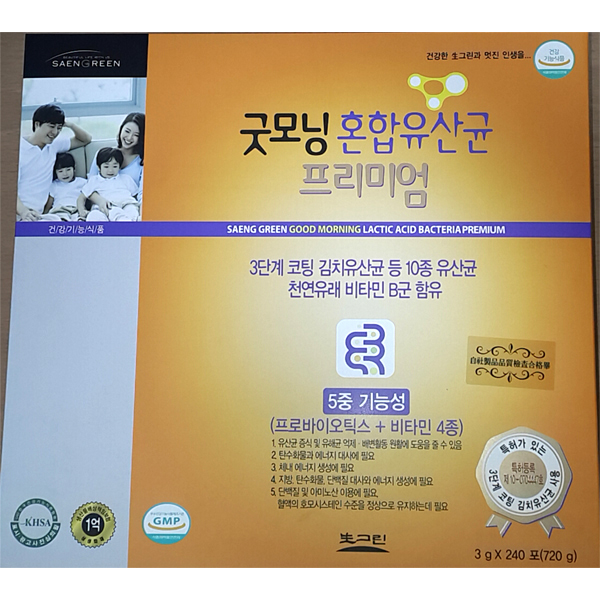 BEAUTIFUL LIFE WITH US
SAENGREEN
건강한 生그린과 멋진 인생을...
건강
기능식품
굿모닝 혼합유산균
프리미엄
건/강/기/능/식/품
SAENG GREEN GOOD MORNING LACTIC ACID BACTERIA PREMIUM
3단계 코팅 김치유산균 등 10종 유산균
천연유래 비타민 B군 함유
5중 기능성
(프로바이오틱스 + 비타민 4종)
1. 유산균 증식 및 유해균 억제·배변활동 원활에 도움을 줄 수 있음
2. 탄수화물과 에너지 대사에 필요
3. 체내 에너지 생성에 필요
4. 지방, 탄수화물, 단백질 대사와 에너지 생성에 필요
5. 단백질 및 아미노산 이용에 필요,
혈액의 호모시스테인 수준을 정상으로 유지하는데 필요
自社製品品質檢査合格畢
특허가 있는
특허등록
3단계 코팅 김치유산균 사용
KHSA
1억
GMP
生그린
3 g X 240 포(720 g)